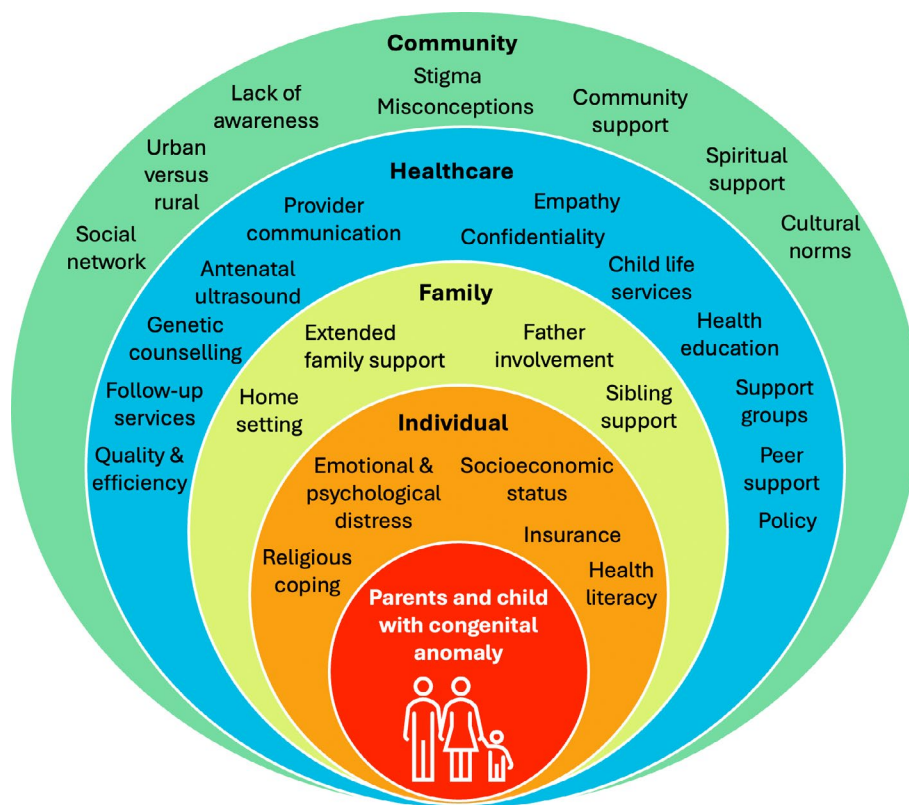 Community
Stigma
Misconceptions
Lack of
awareness
Community
support
Urban
versus
rural
Spiritual
support
Social
network
Cultural
norms
Healthcare
Provider
communication
Empathy
Confidentiality
Antenatal
ultrasound
Child life
services
Genetic
counselling
Health
education
Follow-up
services
Support
groups
Quality &
efficiency
Peer
support
Policy
Family
Extended
family support
Father
involvement
Home
setting
Sibling
support
Individual
Emotional &
psychological
distress
Socioeconomic
status
Insurance
Religious
coping
Health
literacy
Parents and child
with congenital
anomaly